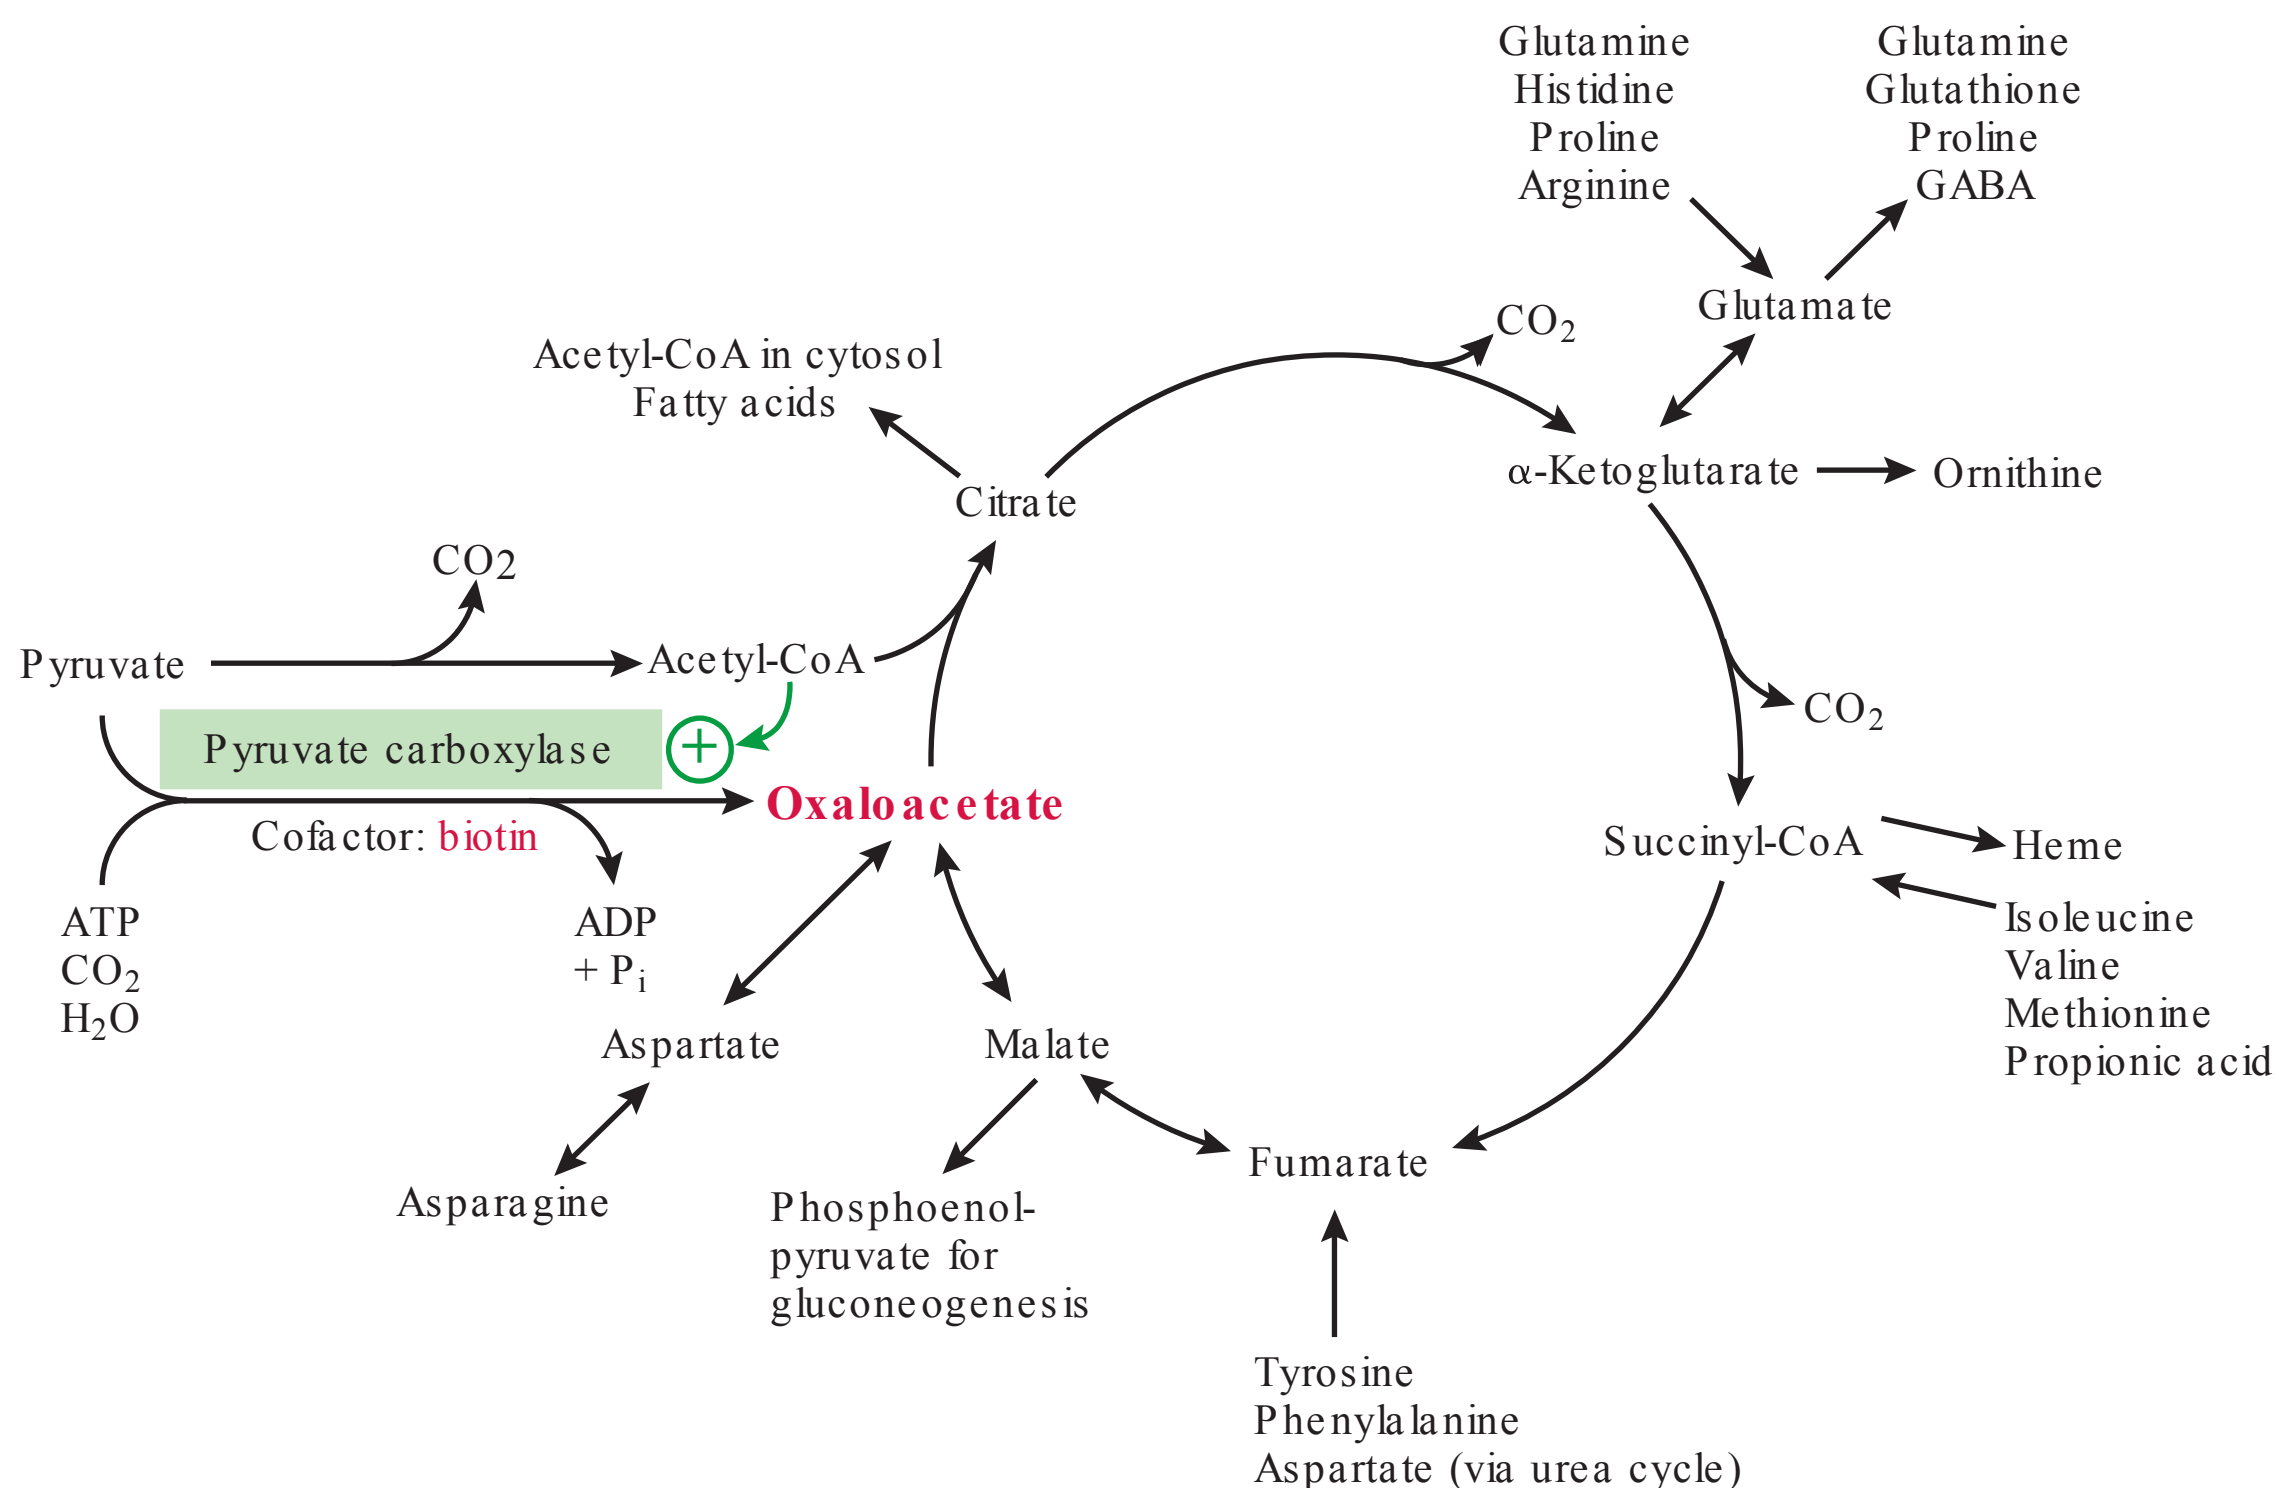 Glutamine
Histidine
Proline
Arginine
Glutamine
Glutathione
Proline
GABA
Glutamate
CO₂
Acetyl-CoA in cytosol
Fatty acids
α-Ketoglutarate
Ornithine
Citrate
CO2
Pyruvate
Acetyl-CoA
CO₂
Pyruvate carboxylase
+
Oxaloacetate
Cofactor: biotin
Succinyl-CoA
Heme
ATP
CO₂
H₂O
ADP
+ Pᵢ
Isoleucine
Valine
Methionine
Propionic acid
Aspartate
Malate
Fumarate
Asparagine
Phosphoenol-
pyruvate for
gluconeogenesis
Tyrosine
Phenylalanine
Aspartate (via urea cycle)